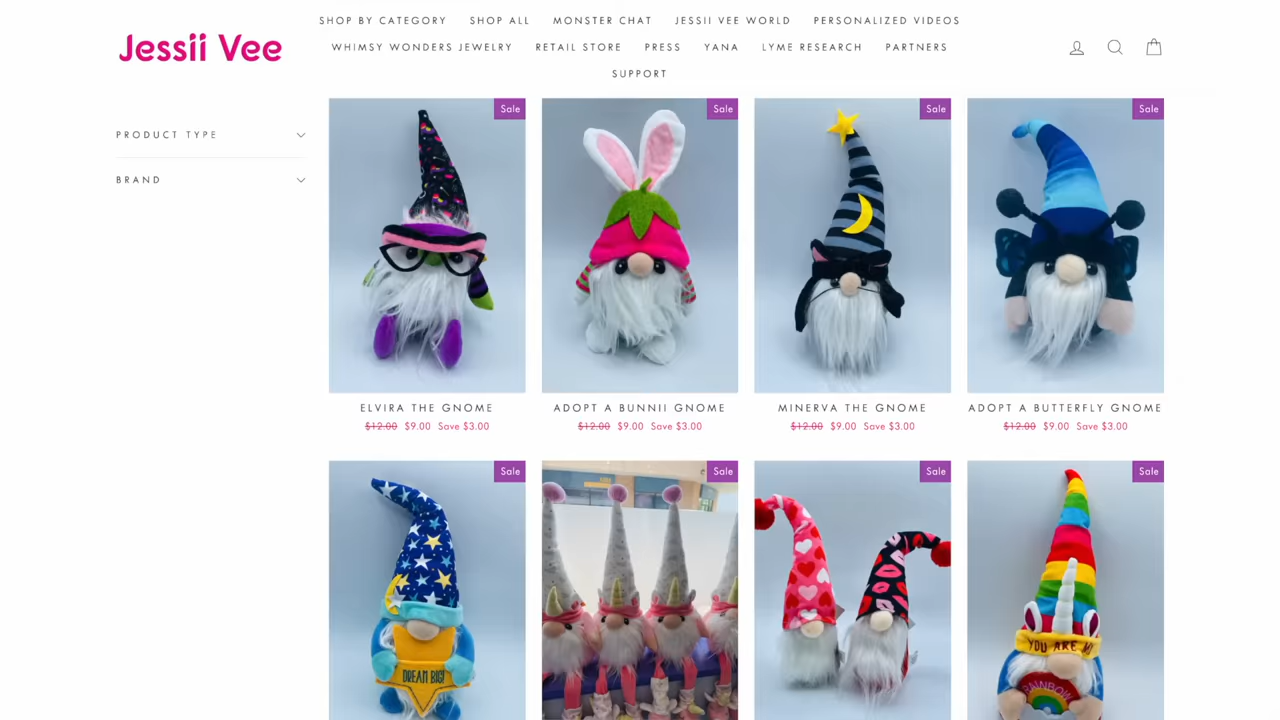 SHOP BY CATEGORY SHOP ALL MONSTER CHAT JESSII VEE WORLD PERSONALIZED VIDEOS
Jessii Vee
WHIMSY WONDERS JEWELRY RETAIL STORE PRESS YANA LYME RESEARCH PARTNERS
SUPPORT
PRODUCT TYPE
BRAND
Sale Sale Sale Sale
ELVIRA THE GNOME ADOPT A BUNNII GNOME MINERVA THE GNOME ADOPT A BUTTERFLY GNOME
$12.00 $9.00 Save $3.00 $12.00 $9.00 Save $3.00 $12.00 $9.00 Save $3.00 $12.00 $9.00 Save $3.00
Sale Sale Sale Sale
YOU ARE MY
DREAM BIG!
RAINBOW